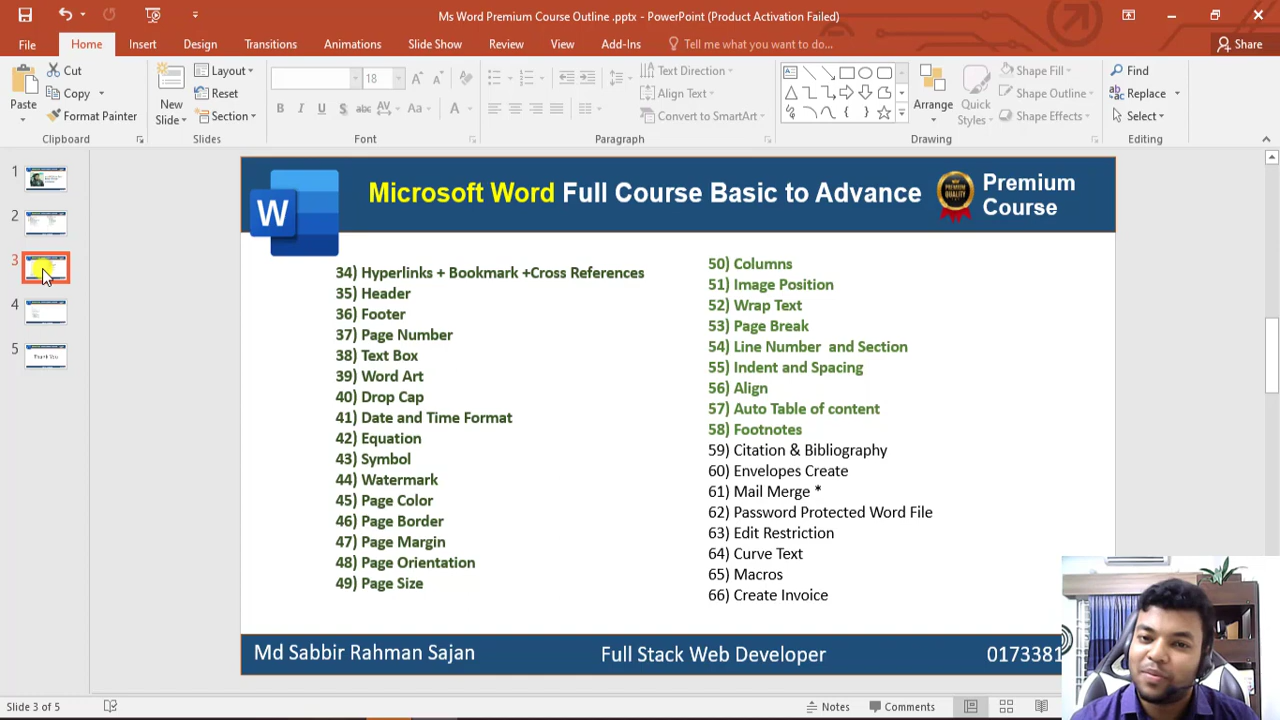 Ms Word Premium Course Outline .pptx - PowerPoint (Product Activation Failed)
File Home Insert Design Transitions Animations Slide Show Review View Add-Ins Tell me what you want to do... Share
Paste
Cut
Copy
Format Painter
Clipboard
New Slide
Layout
Reset
Section
Slides
18
B I U S abc AV Aa A
Font
Paragraph
Text Direction
Align Text
Convert to SmartArt
Arrange
Quick Styles
Shape Fill
Shape Outline
Shape Effects
Drawing
Find
Replace
Select
Editing
1
2
3
4
5
W
Microsoft Word Full Course Basic to Advance
PREMIUM QUALITY
Premium
Course
34) Hyperlinks + Bookmark +Cross References
35) Header
36) Footer
37) Page Number
38) Text Box
39) Word Art
40) Drop Cap
41) Date and Time Format
42) Equation
43) Symbol
44) Watermark
45) Page Color
46) Page Border
47) Page Margin
48) Page Orientation
49) Page Size
50) Columns
51) Image Position
52) Wrap Text
53) Page Break
54) Line Number  and Section
55) Indent and Spacing
56) Align
57) Auto Table of content
58) Footnotes
59) Citation & Bibliography
60) Envelopes Create
61) Mail Merge *
62) Password Protected Word File
63) Edit Restriction
64) Curve Text
65) Macros
66) Create Invoice
Md Sabbir Rahman Sajan
Full Stack Web Developer
0173381
Slide 3 of 5
Notes
Comments